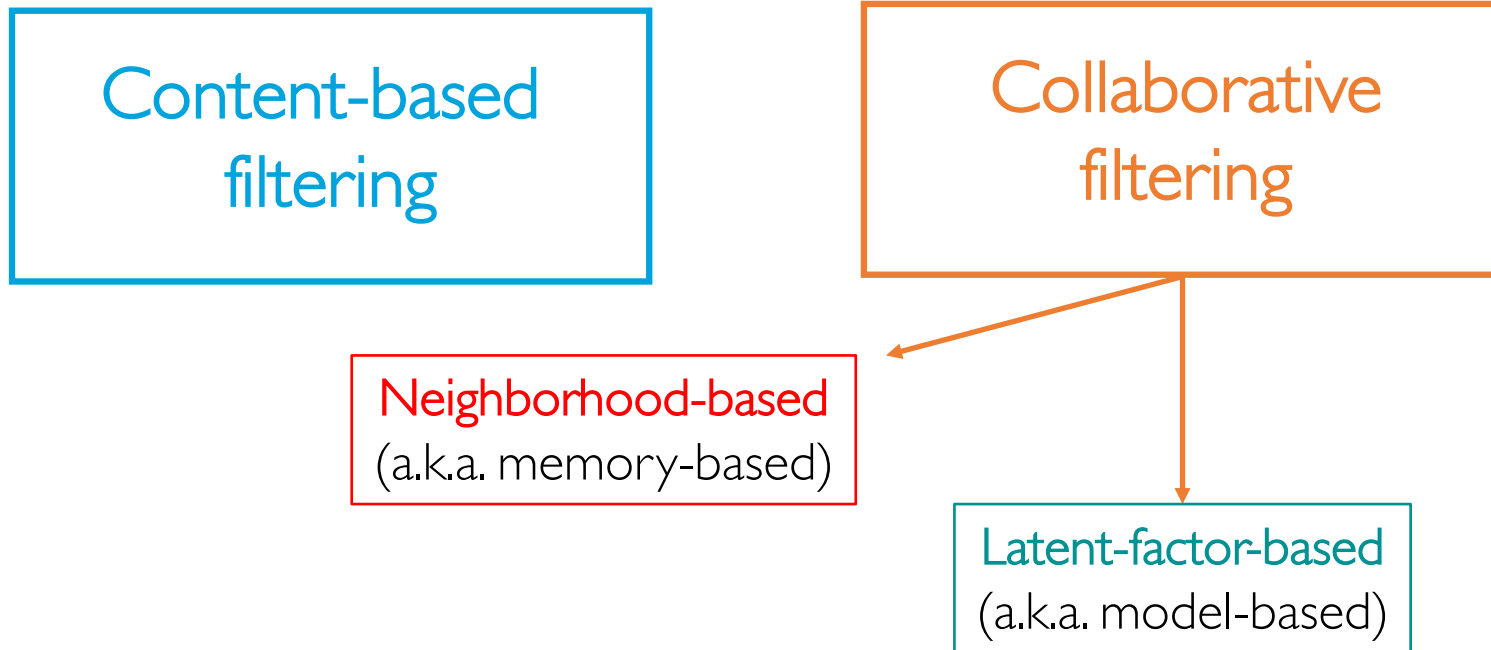 Content-based
filtering
Collaborative
filtering
Neighborhood-based
(a.k.a. memory-based)
Latent-factor-based
(a.k.a. model-based)